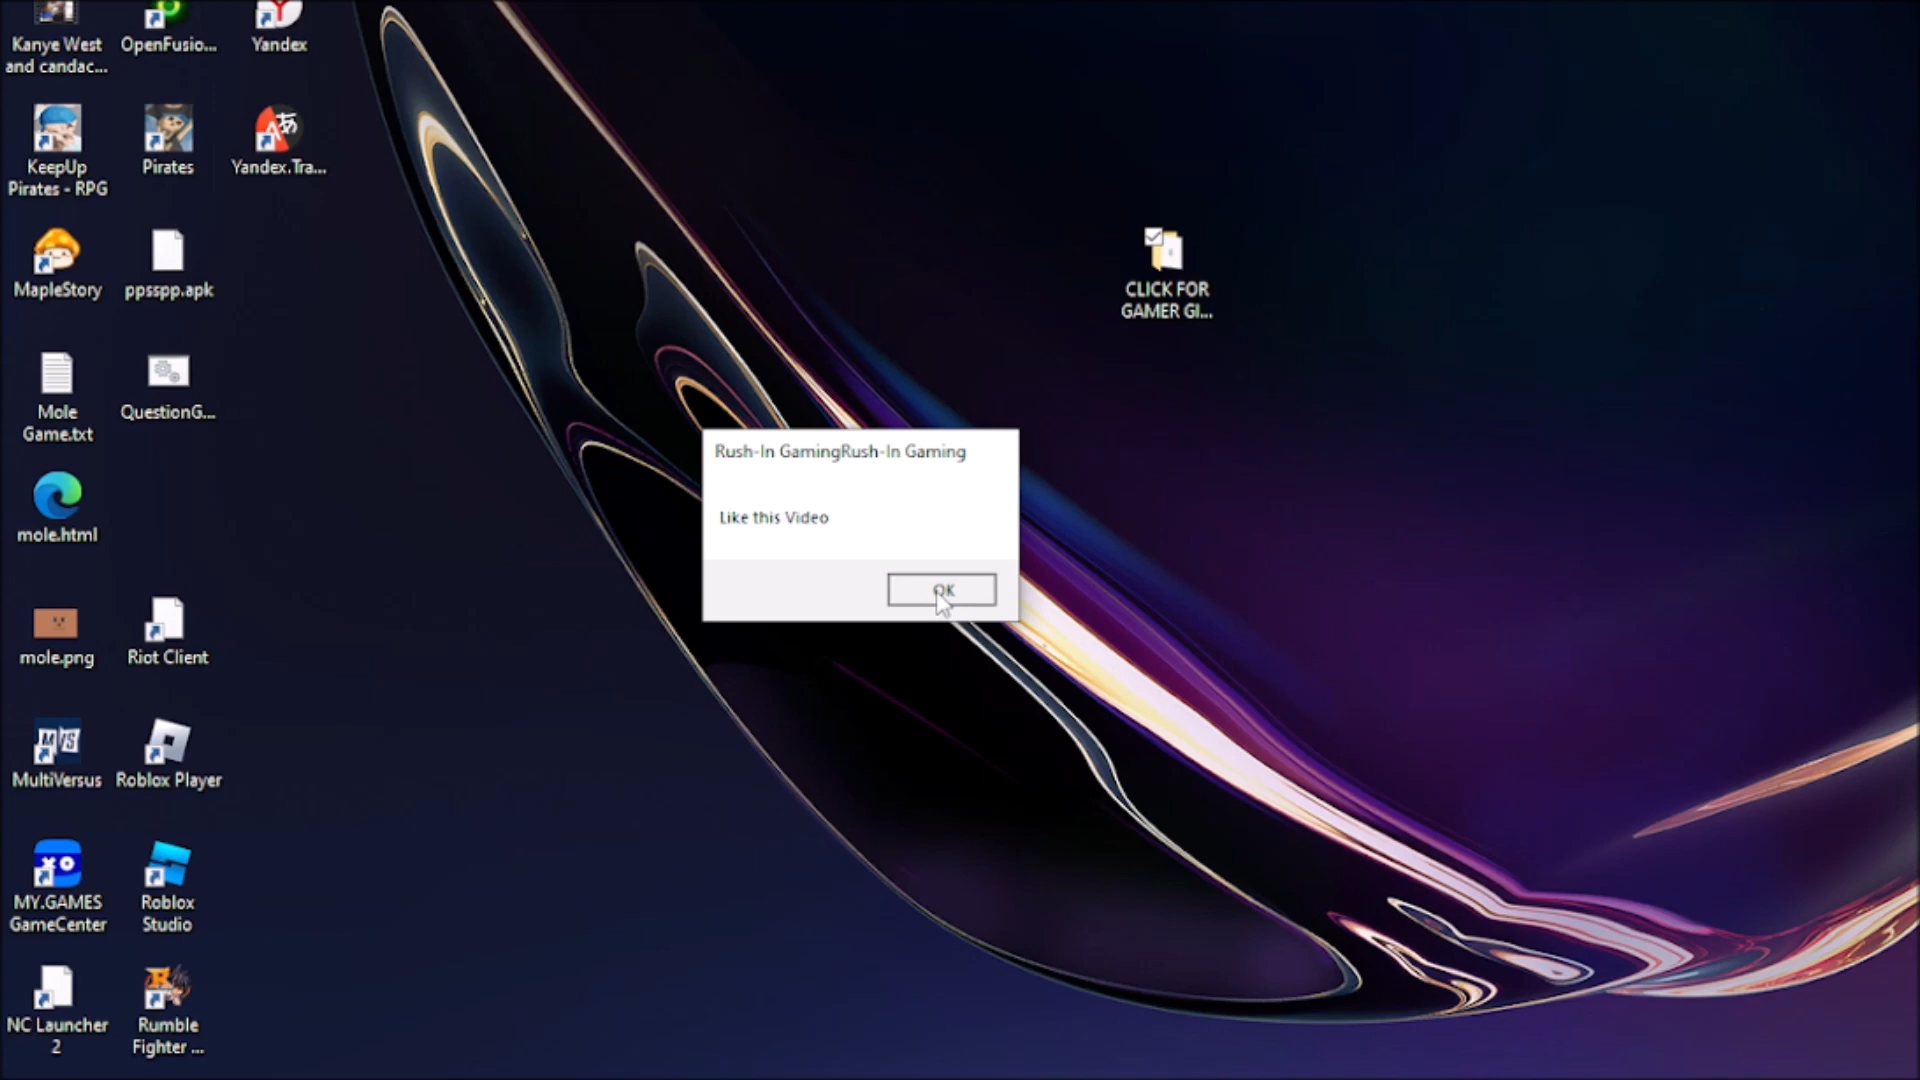 Kanye West
and candac...
OpenFusio...
Yandex
KeepUp
Pirates - RPG
Pirates
Yandex.Tra...
MapleStory
ppsspp.apk
CLICK FOR
GAMER GI...
Mole
Game.txt
QuestionG...
Rush-In GamingRush-In Gaming
Like this Video
OK
mole.html
mole.png
Riot Client
MultiVersus
Roblox Player
MY.GAMES
GameCenter
Roblox
Studio
NC Launcher
2
Rumble
Fighter ...